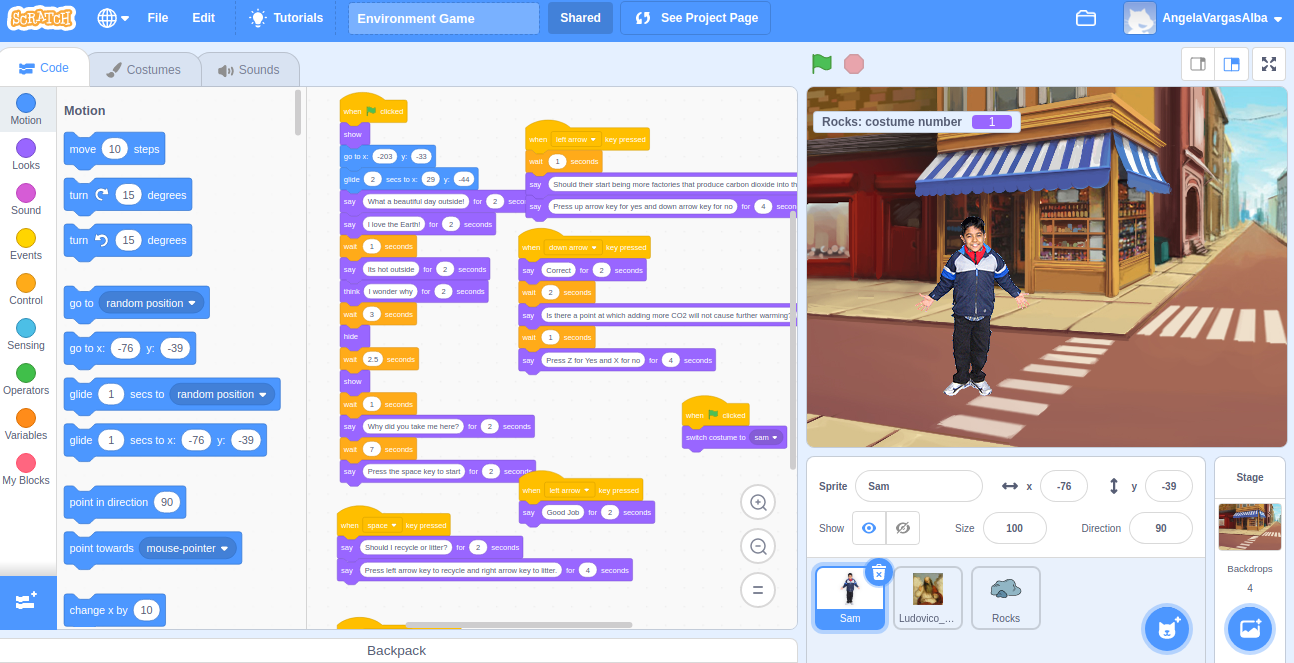 SCRATCH
File
Edit
Tutorials
Environment Game
Shared
See Project Page
AngelaVargasAlba
Code
Costumes
Sounds
Motion
Looks
Sound
Events
Control
Sensing
Operators
Variables
My Blocks
Motion
move 10 steps
turn 15 degrees
turn 15 degrees
go to random position
go to x: -76 y: -39
glide 1 secs to random position
glide 1 secs to x: -76 y: -39
point in direction 90
point towards mouse-pointer
change x by 10
when clicked
show
go to x: -203 y: -33
glide 2 secs to x: 29 y: -44
say What a beautiful day outside! for 2
say I love the Earth! for 2 seconds
wait 1 seconds
say Its hot outside for 2 seconds
think I wonder why for 2 seconds
wait 3 seconds
hide
wait 2.5 seconds
show
wait 1 seconds
say Why did you take me here? for 2 seconds
wait 7 seconds
say Press the space key to start for 2 seconds
when space key pressed
say Should I recycle or litter? for 2 seconds
say Press left arrow key to recycle and right arrow key to litter. for 4 seconds
when left arrow key pressed
wait 1 seconds
say Should their start being more factories that produce carbon dioxide into th
say Press up arrow key for yes and down arrow key for no for 4 secon
when down arrow key pressed
say Correct for 2 seconds
wait 2 seconds
say Is there a point at which adding more CO2 will not cause further warming?
wait 1 seconds
say Press Z for Yes and X for no for 4 seconds
when clicked
switch costume to sam
when left arrow key pressed
say Good Job for 2 seconds
Backpack
Rocks: costume number 1
Sprite Sam x -76 y -39
Show Size 100 Direction 90
Sam
Ludovico_...
Rocks
Stage
Backdrops
4